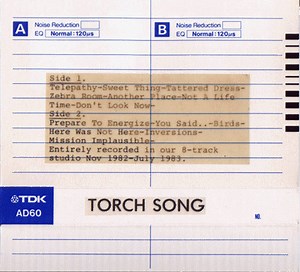 A Noise Reduction
EQ Normal:120µs
B Noise Reduction
EQ Normal:120µs
Side 1.
Telepathy-Sweet Thing-Tattered Dress-
Zebra Room-Another Place-Not A Life
Time-Don't Look Now-
Side 2.
Prepare To Energize-You Said..-Birds-
Here Was Not Here-Inversions-
Mission Implausible-
Entirely recorded in our 8-track
studio Nov 1982-July 1983.
TDK
AD60
TORCH SONG
NO.